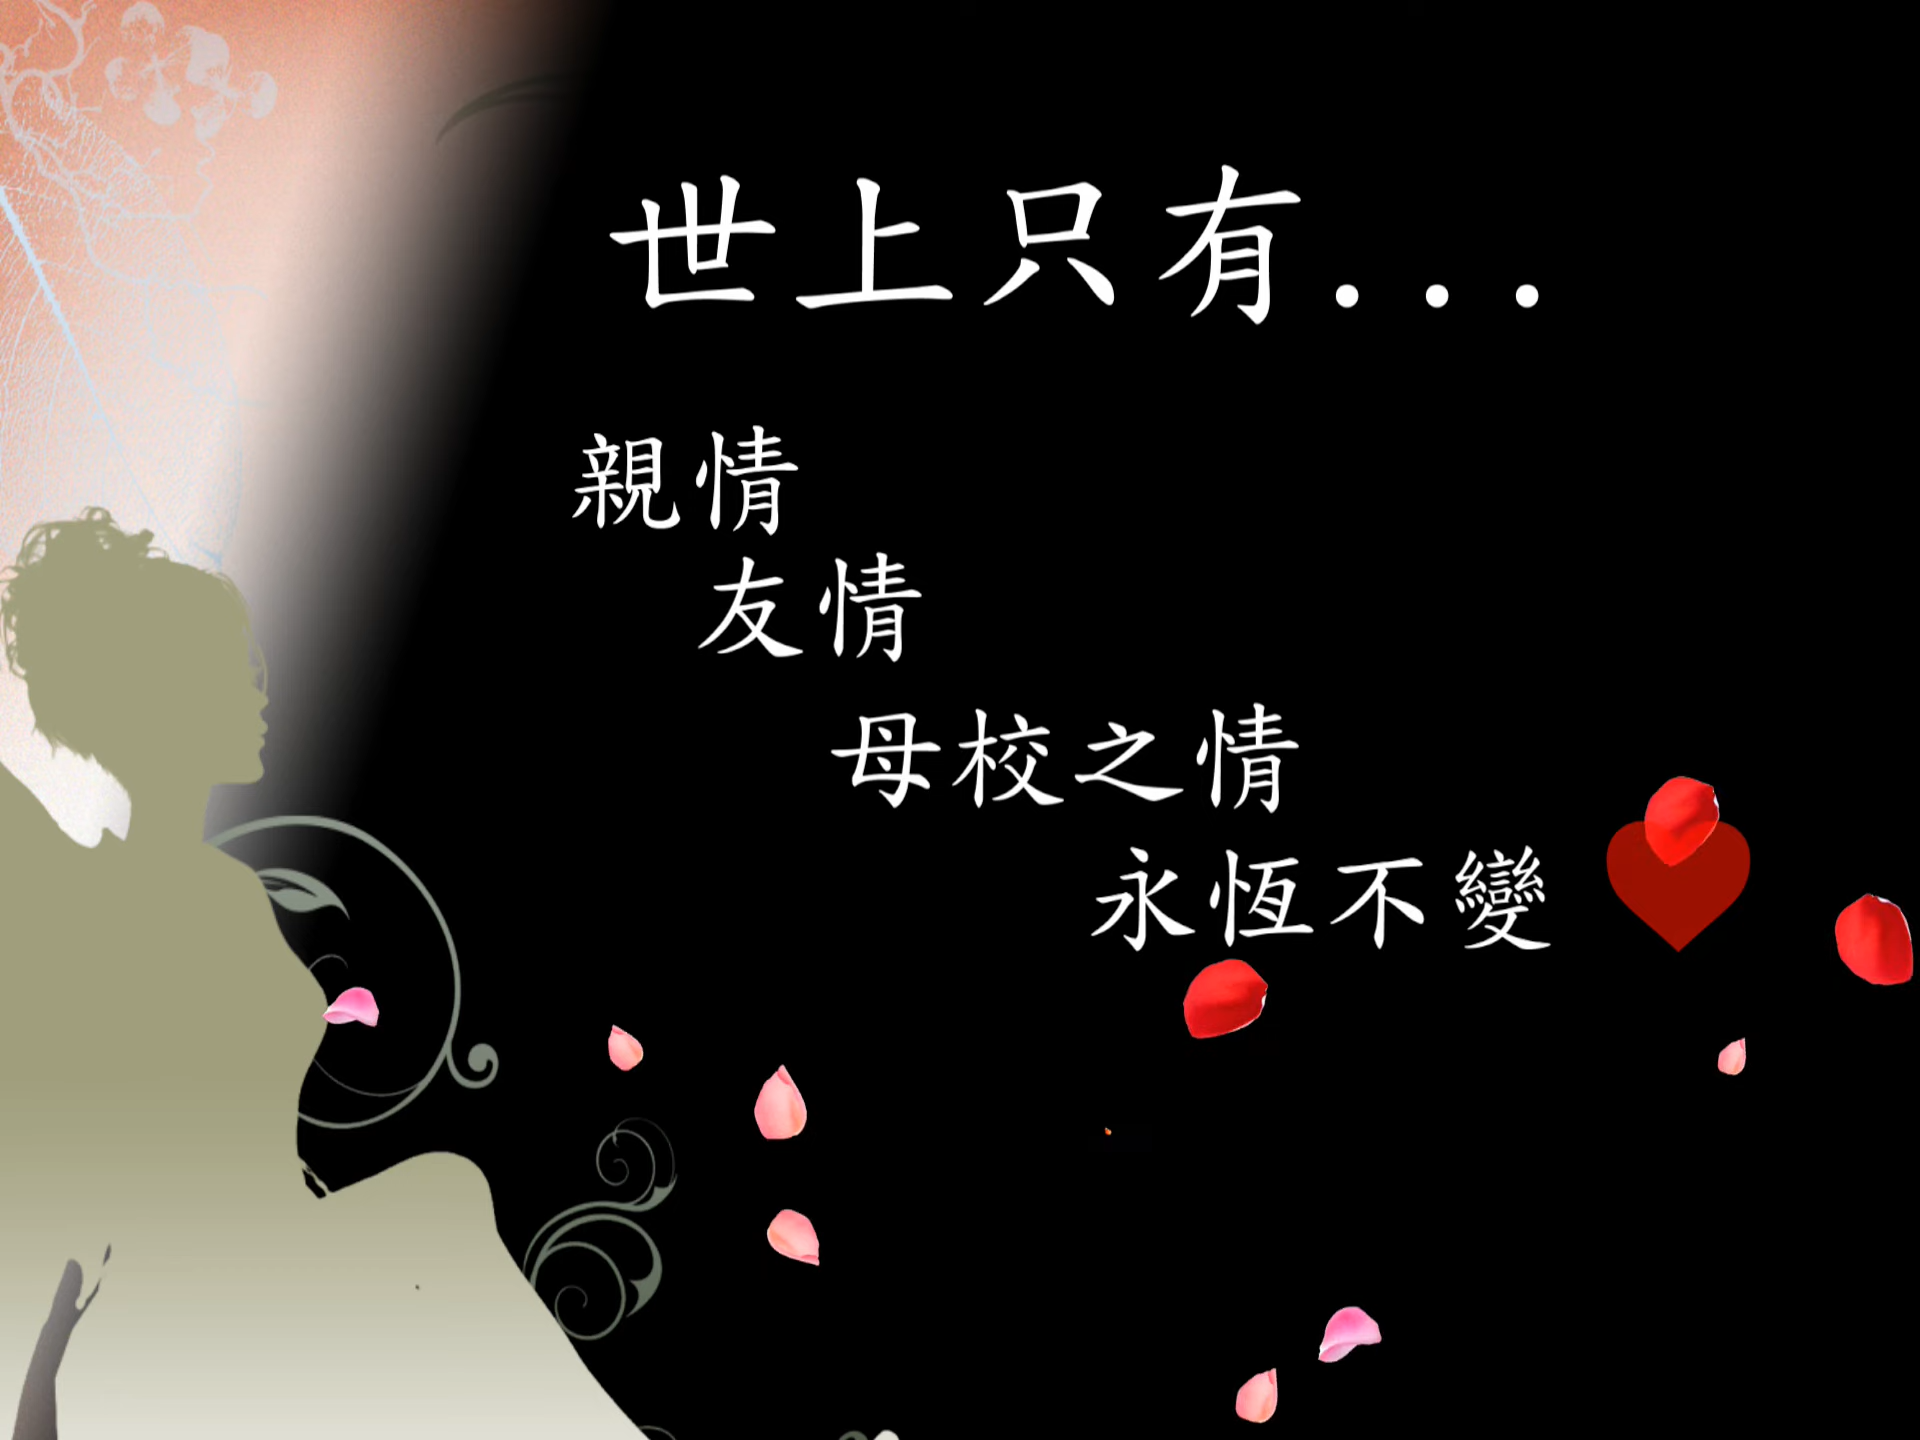 世上只有...
親情
友情
母校之情
永恆不變